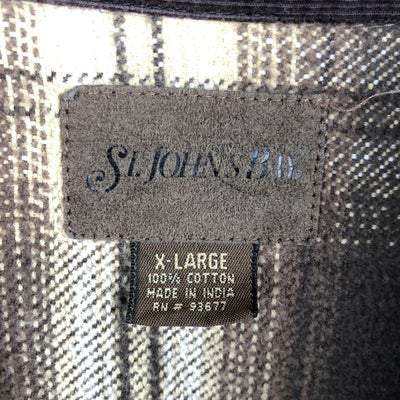 ST. JOHN'S BAY
X-LARGE
100% COTTON
MADE IN INDIA
RN # 93677